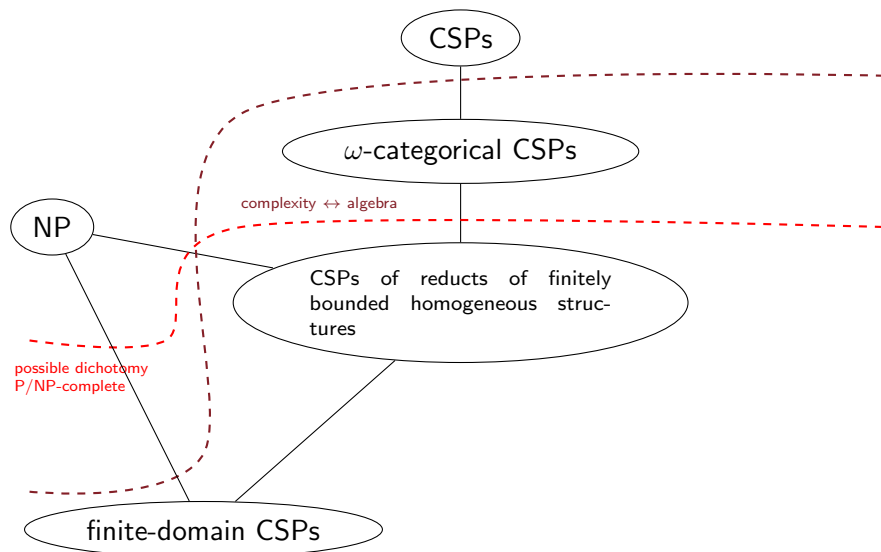 CSPs
ω-categorical CSPs
complexity ↔ algebra
NP
CSPs of reducts of finitely
bounded homogeneous struc-
tures
possible dichotomy
P/NP-complete
finite-domain CSPs